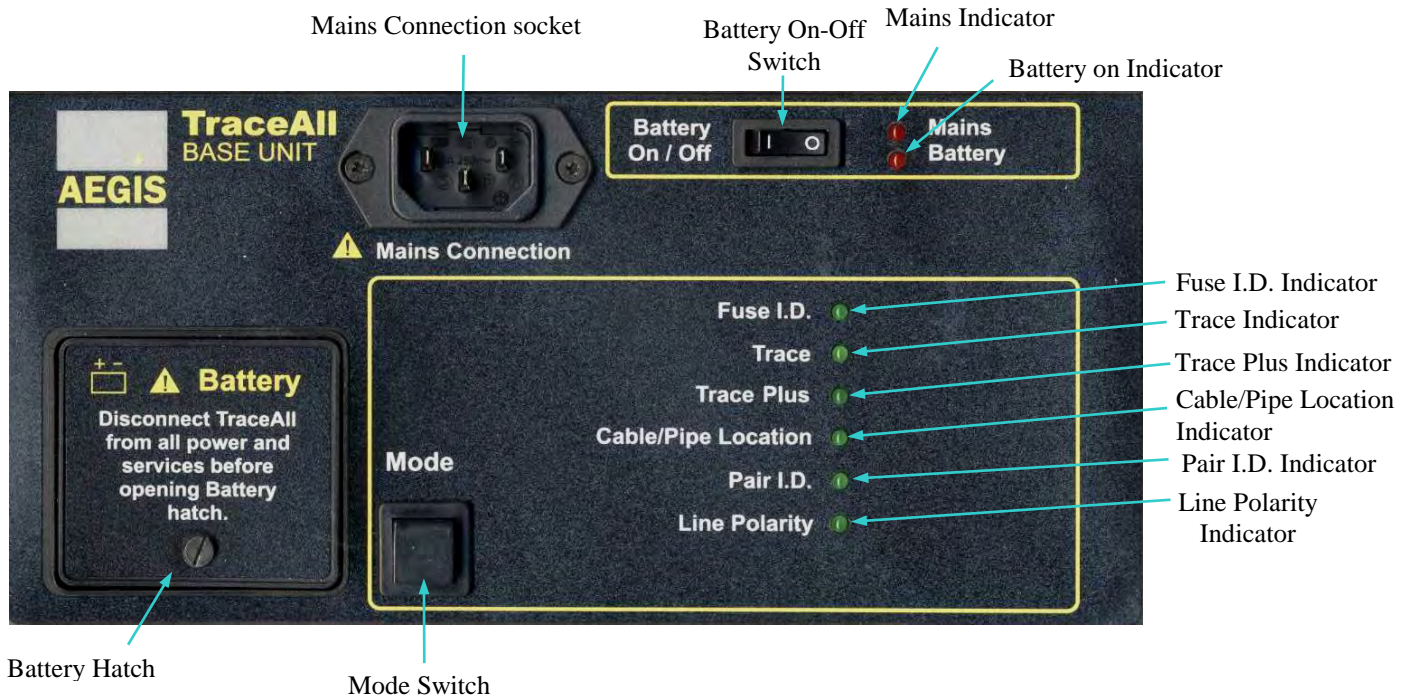 Mains Connection socket
Battery On-Off
Switch
Mains Indicator
Battery on Indicator
AEGIS
TraceAll
BASE UNIT
Battery
On / Off
I O
Mains
Battery
Mains Connection
Fuse I.D.
Trace
Trace Plus
Cable/Pipe Location
Pair I.D.
Line Polarity
Mode
+ -
Battery
Disconnect TraceAll
from all power and
services before
opening Battery
hatch.
Fuse I.D. Indicator
Trace Indicator
Trace Plus Indicator
Cable/Pipe Location
Indicator
Pair I.D. Indicator
Line Polarity
Indicator
Battery Hatch
Mode Switch